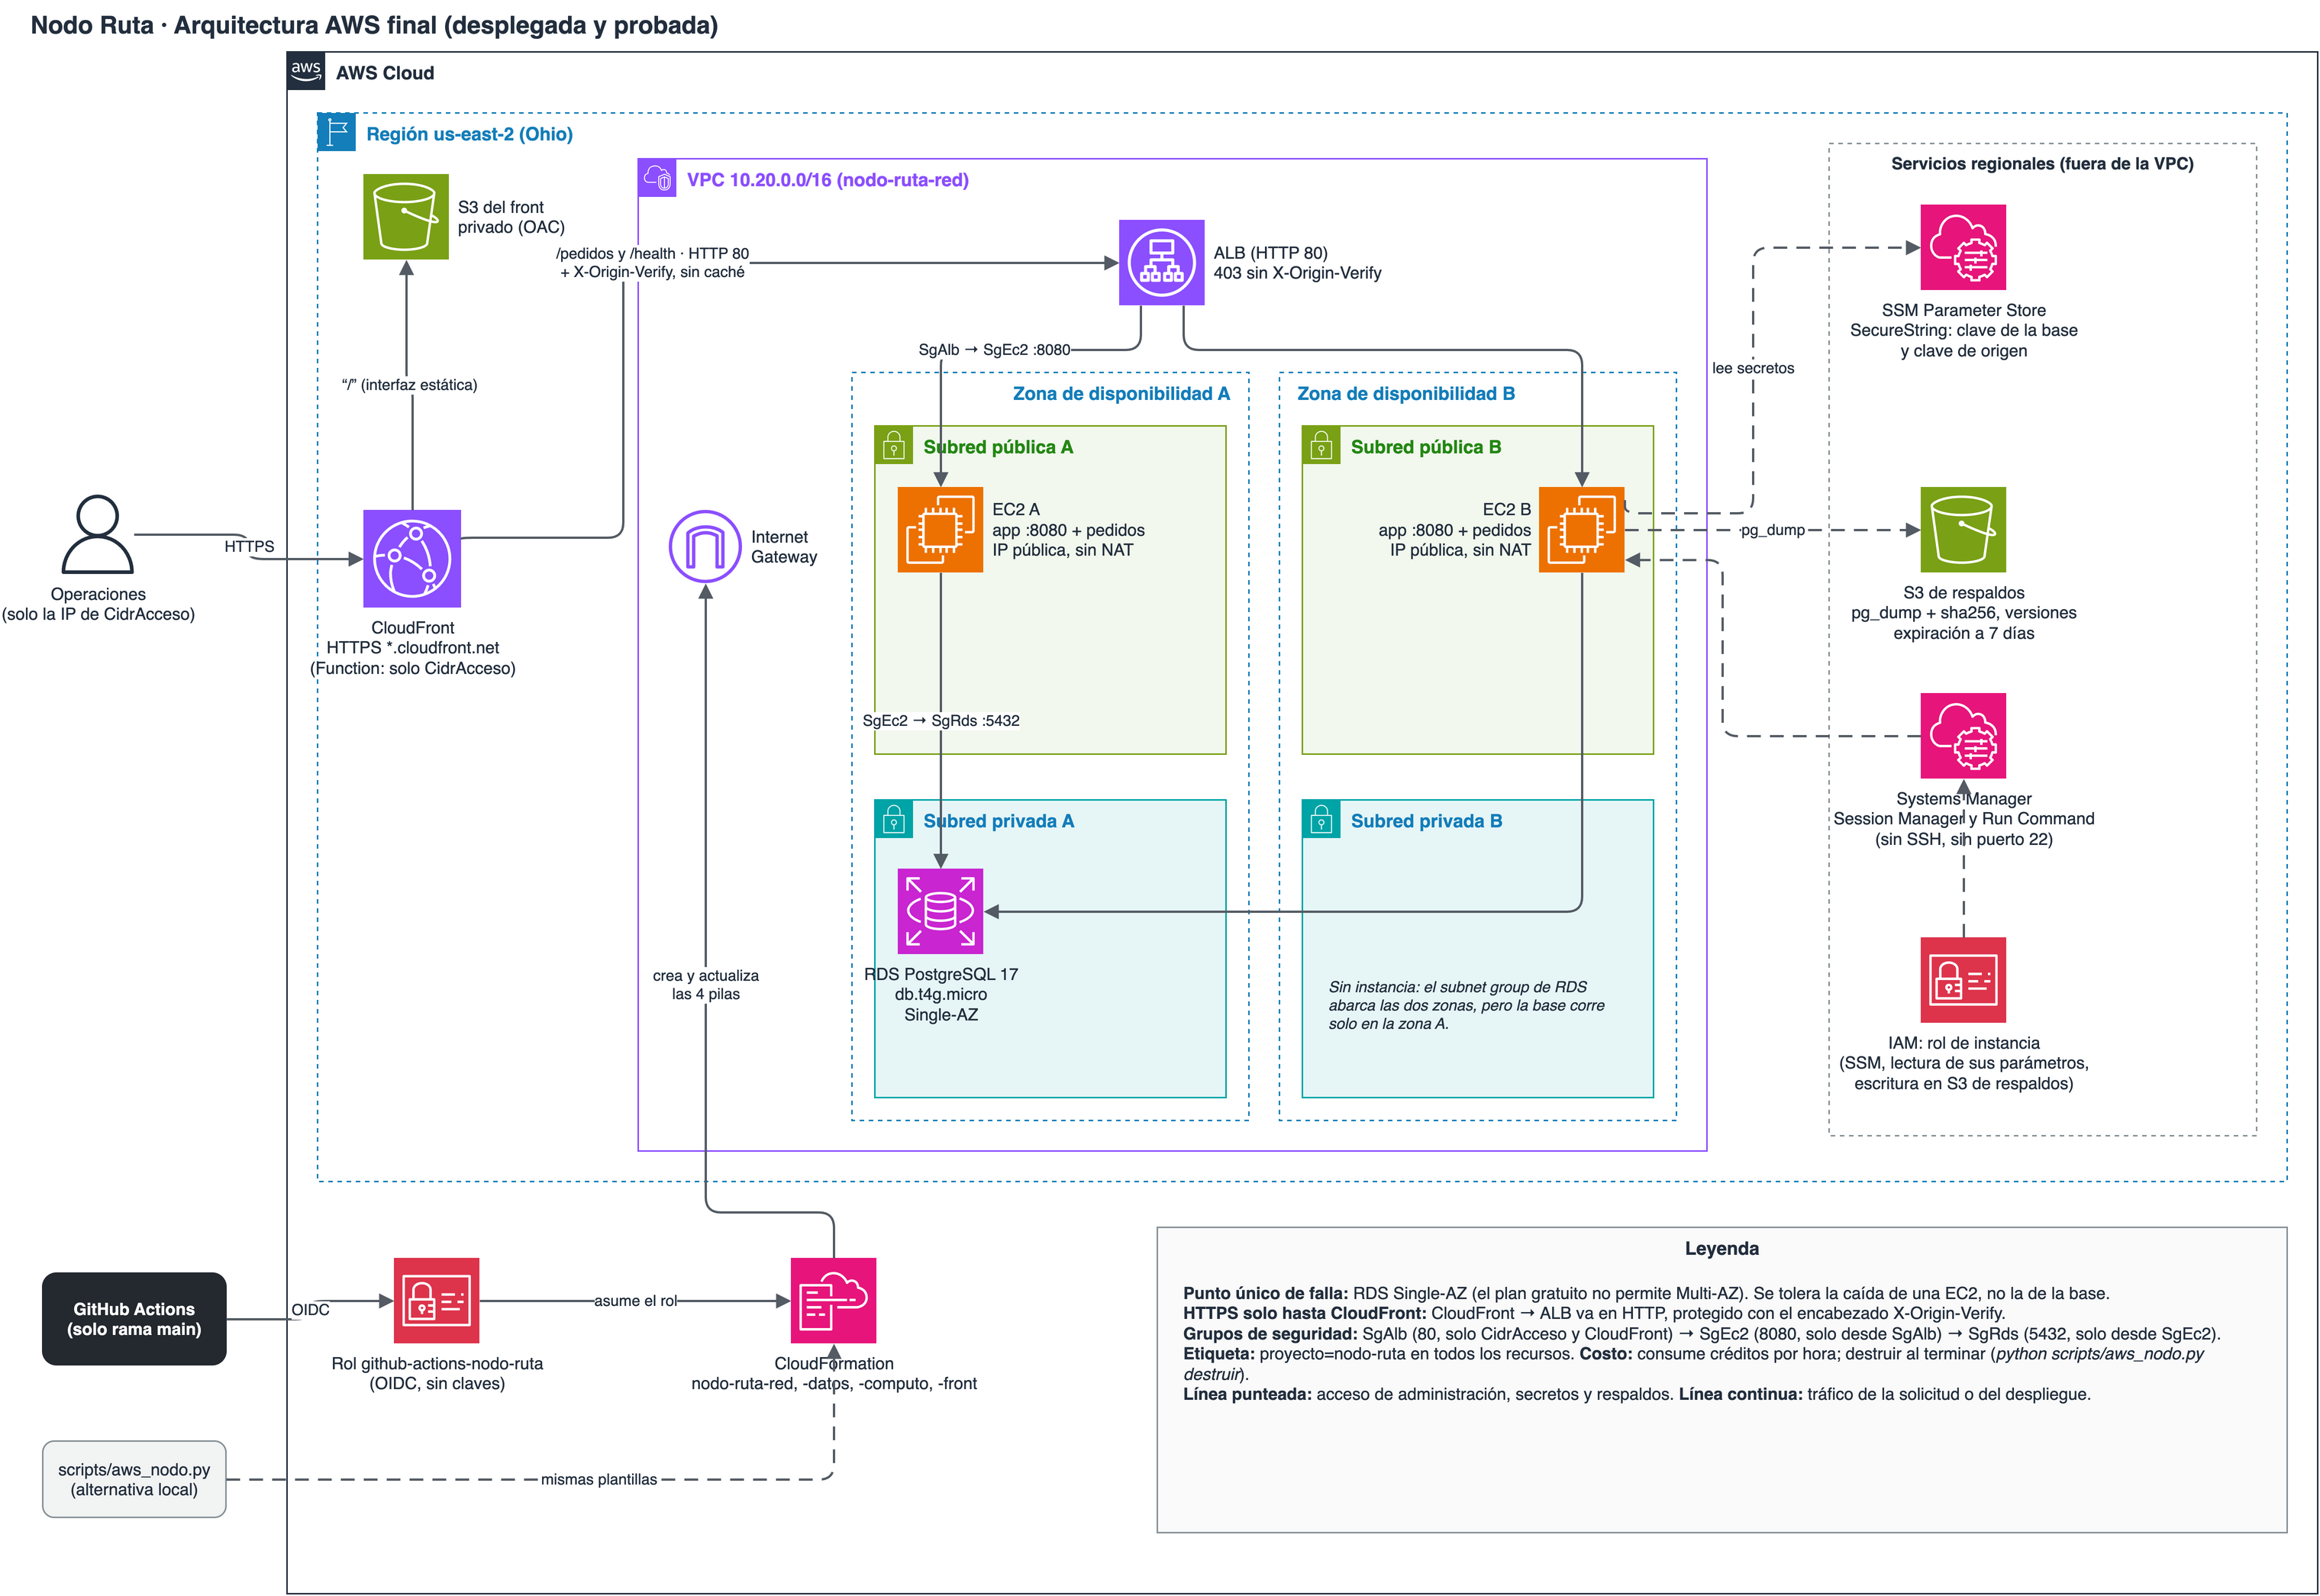 Nodo Ruta · Arquitectura AWS final (desplegada y probada)
aws
AWS Cloud
Región us-east-2 (Ohio)
S3 del front
privado (OAC)
VPC 10.20.0.0/16 (nodo-ruta-red)
/pedidos y /health · HTTP 80
+ X-Origin-Verify, sin caché
ALB (HTTP 80)
403 sin X-Origin-Verify
Servicios regionales (fuera de la VPC)
SSM Parameter Store
SecureString: clave de la base
y clave de origen
SgAlb → SgEc2 :8080
lee secretos
“/” (interfaz estática)
Zona de disponibilidad A
Zona de disponibilidad B
Subred pública A
Subred pública B
EC2 A
app :8080 + pedidos
IP pública, sin NAT
EC2 B
app :8080 + pedidos
IP pública, sin NAT
pg_dump
Internet
Gateway
HTTPS
Operaciones
(solo la IP de CidrAcceso)
CloudFront
HTTPS *.cloudfront.net
(Function: solo CidrAcceso)
S3 de respaldos
pg_dump + sha256, versiones
expiración a 7 días
SgEc2 → SgRds :5432
Systems Manager
Session Manager y Run Command
(sin SSH, sin puerto 22)
Subred privada A
Subred privada B
RDS PostgreSQL 17
db.t4g.micro
Single-AZ
Sin instancia: el subnet group de RDS
abarca las dos zonas, pero la base corre
solo en la zona A.
crea y actualiza
las 4 pilas
IAM: rol de instancia
(SSM, lectura de sus parámetros,
escritura en S3 de respaldos)
GitHub Actions
(solo rama main)
OIDC
Rol github-actions-nodo-ruta
(OIDC, sin claves)
asume el rol
CloudFormation
nodo-ruta-red, -datos, -computo, -front
scripts/aws_nodo.py
(alternativa local)
mismas plantillas
Leyenda
Punto único de falla: RDS Single-AZ (el plan gratuito no permite Multi-AZ). Se tolera la caída de una EC2, no la de la base.
HTTPS solo hasta CloudFront: CloudFront → ALB va en HTTP, protegido con el encabezado X-Origin-Verify.
Grupos de seguridad: SgAlb (80, solo CidrAcceso y CloudFront) → SgEc2 (8080, solo desde SgAlb) → SgRds (5432, solo desde SgEc2).
Etiqueta: proyecto=nodo-ruta en todos los recursos. Costo: consume créditos por hora; destruir al terminar (python scripts/aws_nodo.py
destruir).
Línea punteada: acceso de administración, secretos y respaldos. Línea continua: tráfico de la solicitud o del despliegue.